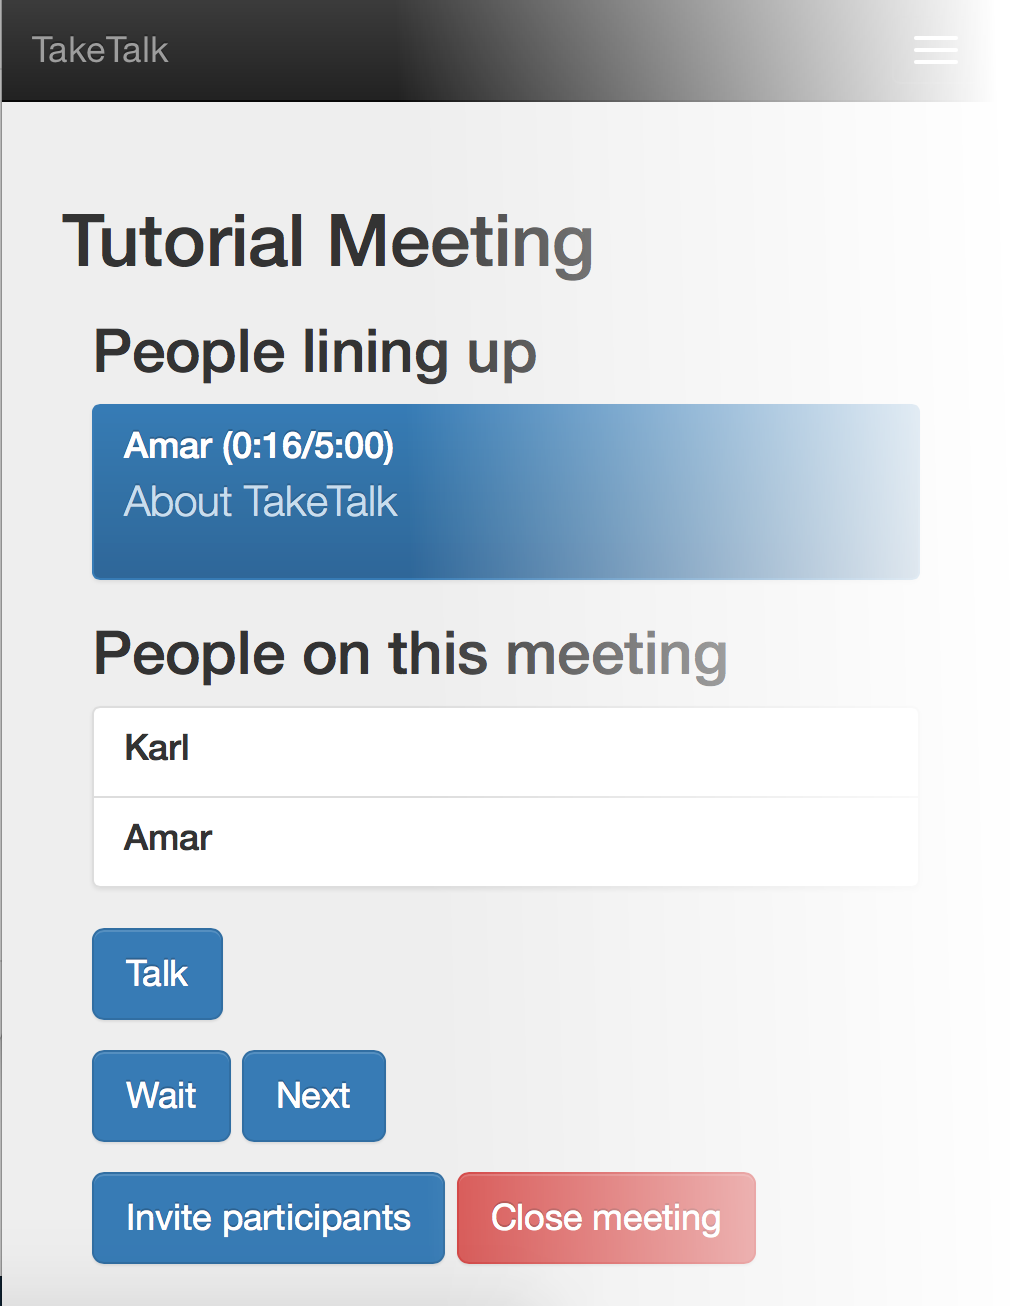 TakeTalk
Tutorial Meeting
People lining up
Amar (0:16/5:00)
About TakeTalk
People on this meeting
Karl
Amar
Talk
Wait Next
Invite participants Close meeting